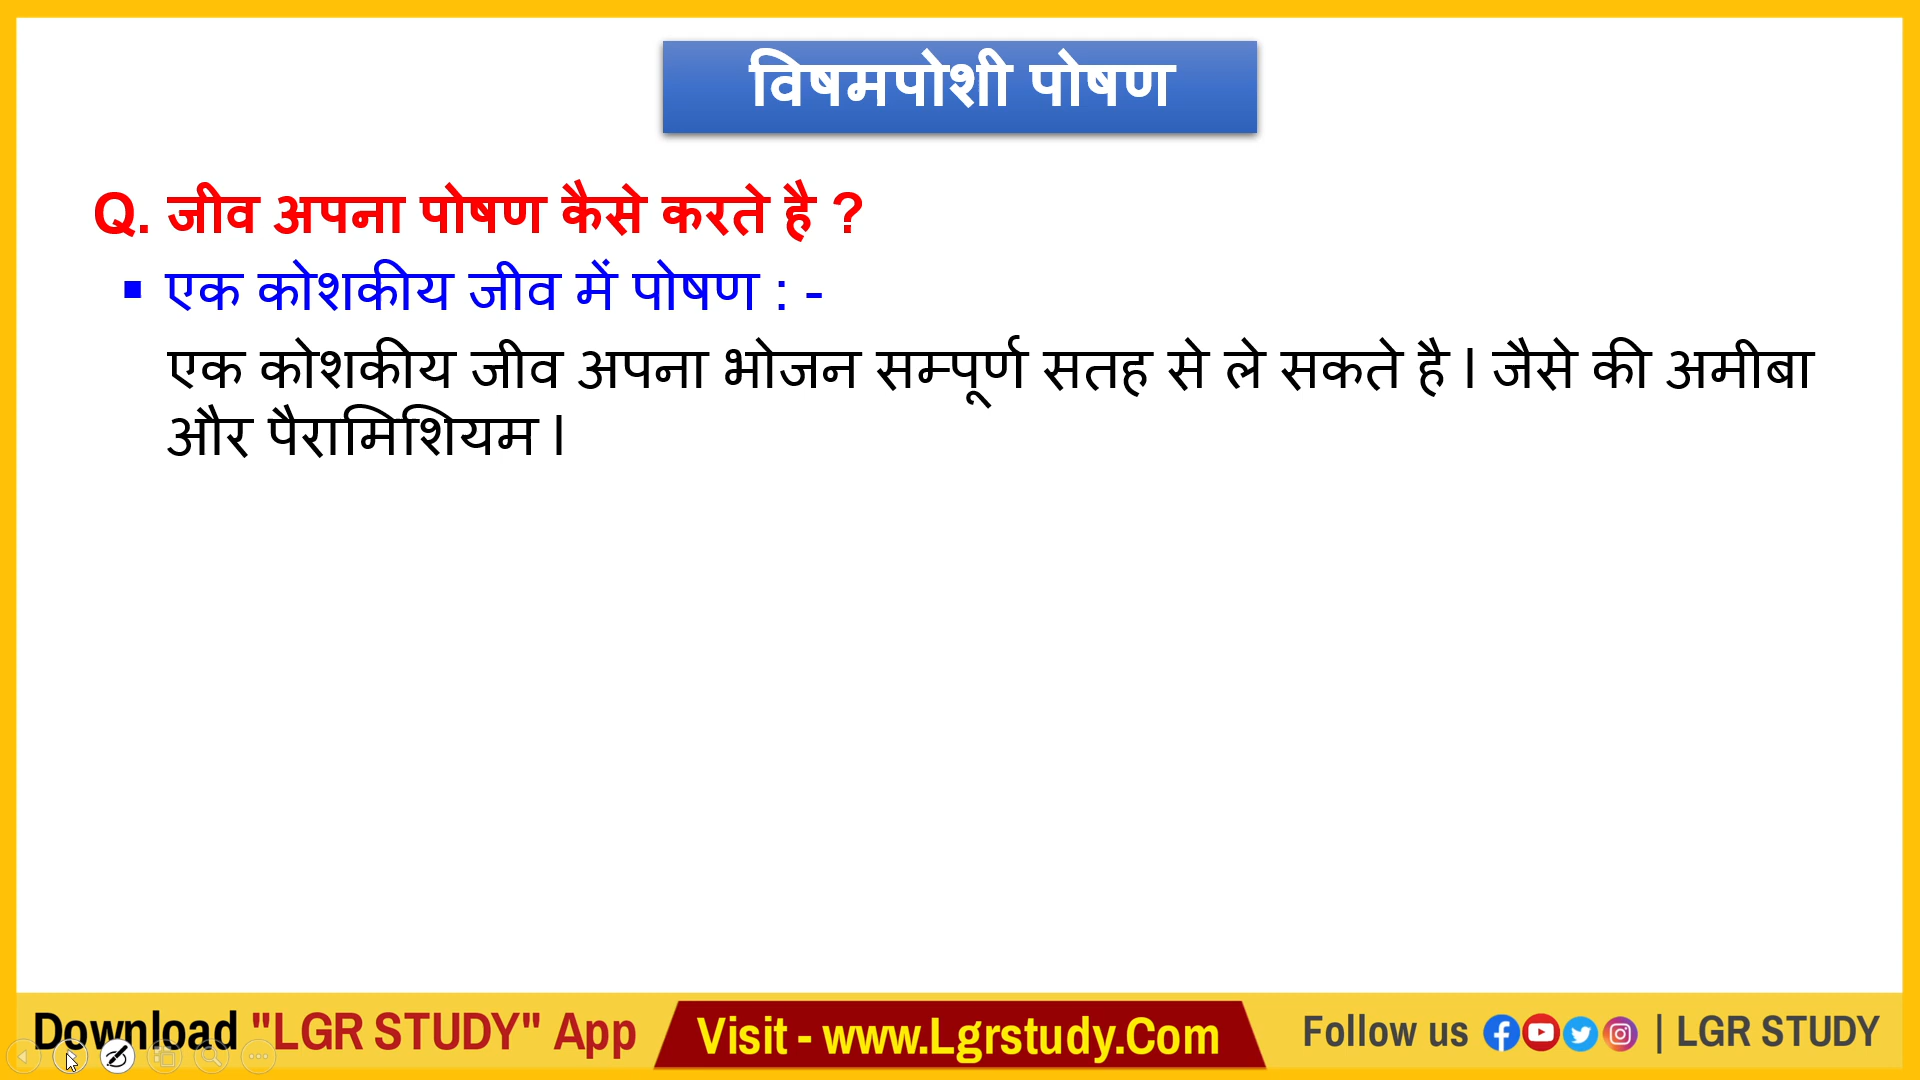 विषमपोशी पोषण
Q. जीव अपना पोषण कैसे करते है ?
▪ एक कोशकीय जीव में पोषण : -
एक कोशकीय जीव अपना भोजन सम्पूर्ण सतह से ले सकते है l जैसे की अमीबा
और पैरामिशियम l
Download "LGR STUDY" App
Visit - www.Lgrstudy.Com
Follow us | LGR STUDY